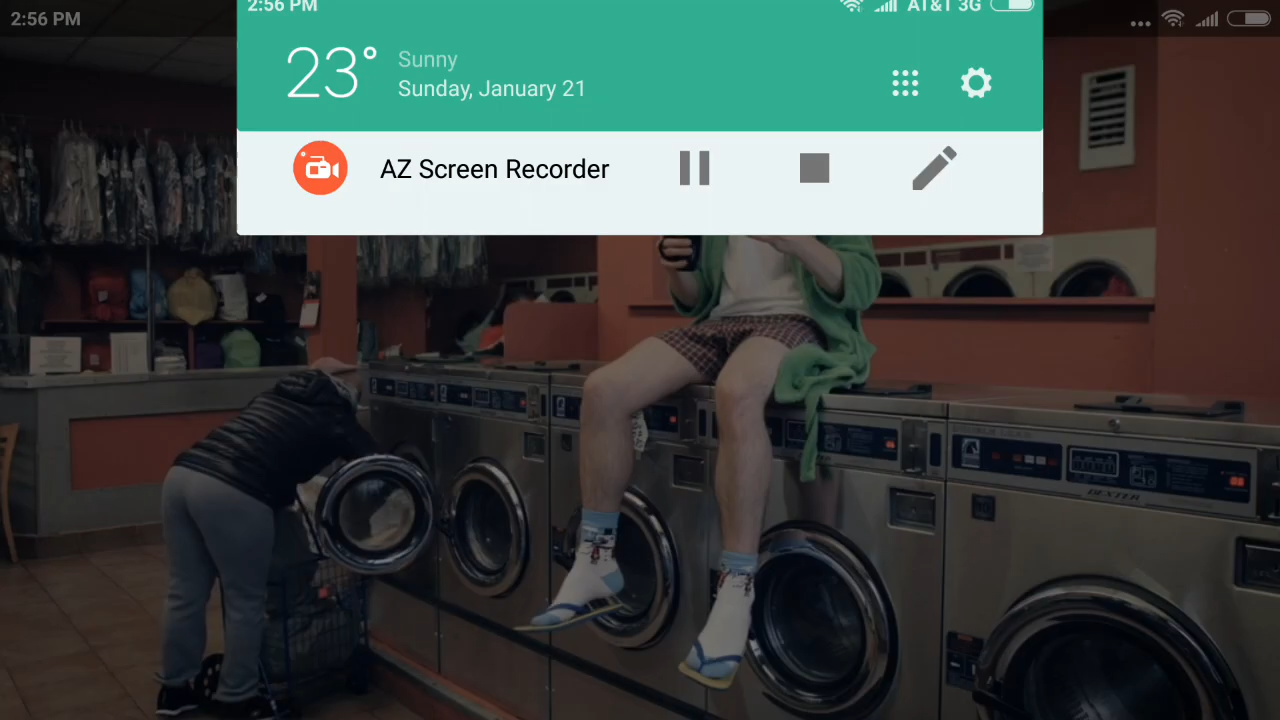 2:56 PM
2:56 PM
AT&T 3G
23°
Sunny
Sunday, January 21
AZ Screen Recorder
DEXTER